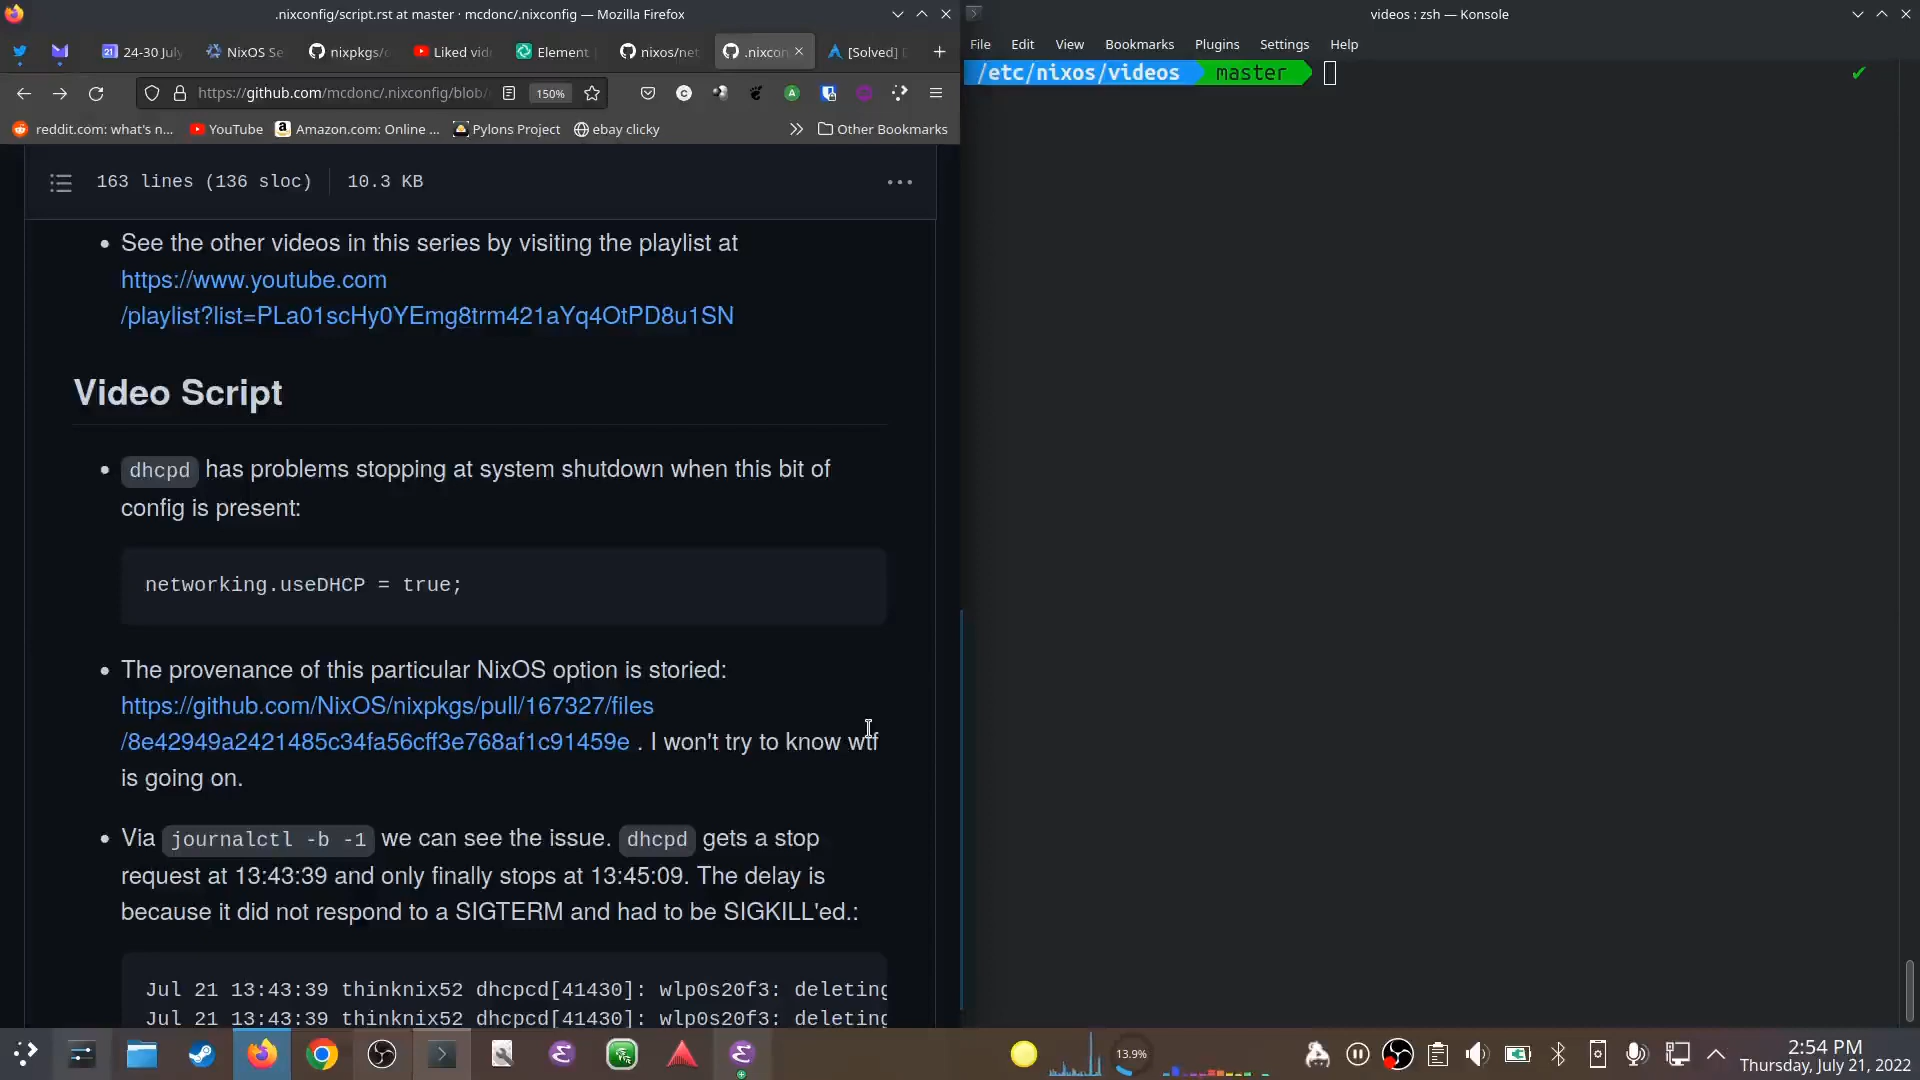 .nixconfig/script.rst at master · mcdonc/.nixconfig — Mozilla Firefox
videos : zsh — Konsole
24-30 July
NixOS Se
nixpkgs/
Liked vid
Element
nixos/net
.nixcon
[Solved]
File Edit View Bookmarks Plugins Settings Help
/etc/nixos/videos master
https://github.com/mcdonc/.nixconfig/blob/
150%
reddit.com: what's n...
YouTube
Amazon.com: Online ...
Pylons Project
ebay clicky
Other Bookmarks
163 lines (136 sloc) 10.3 KB
• See the other videos in this series by visiting the playlist at
https://www.youtube.com
/playlist?list=PLa01scHy0YEmg8trm421aYq4OtPD8u1SN
Video Script
• dhcpd has problems stopping at system shutdown when this bit of
config is present:
networking.useDHCP = true;
• The provenance of this particular NixOS option is storied:
https://github.com/NixOS/nixpkgs/pull/167327/files
/8e42949a2421485c34fa56cff3e768af1c91459e . I won't try to know wtf
is going on.
• Via journalctl -b -1 we can see the issue. dhcpd gets a stop
request at 13:43:39 and only finally stops at 13:45:09. The delay is
because it did not respond to a SIGTERM and had to be SIGKILL'ed.:
Jul 21 13:43:39 thinknix52 dhcpcd[41430]: wlp0s20f3: deleting
Jul 21 13:43:39 thinknix52 dhcpcd[41430]: wlp0s20f3: deleting
13.9%
2:54 PM
Thursday, July 21, 2022